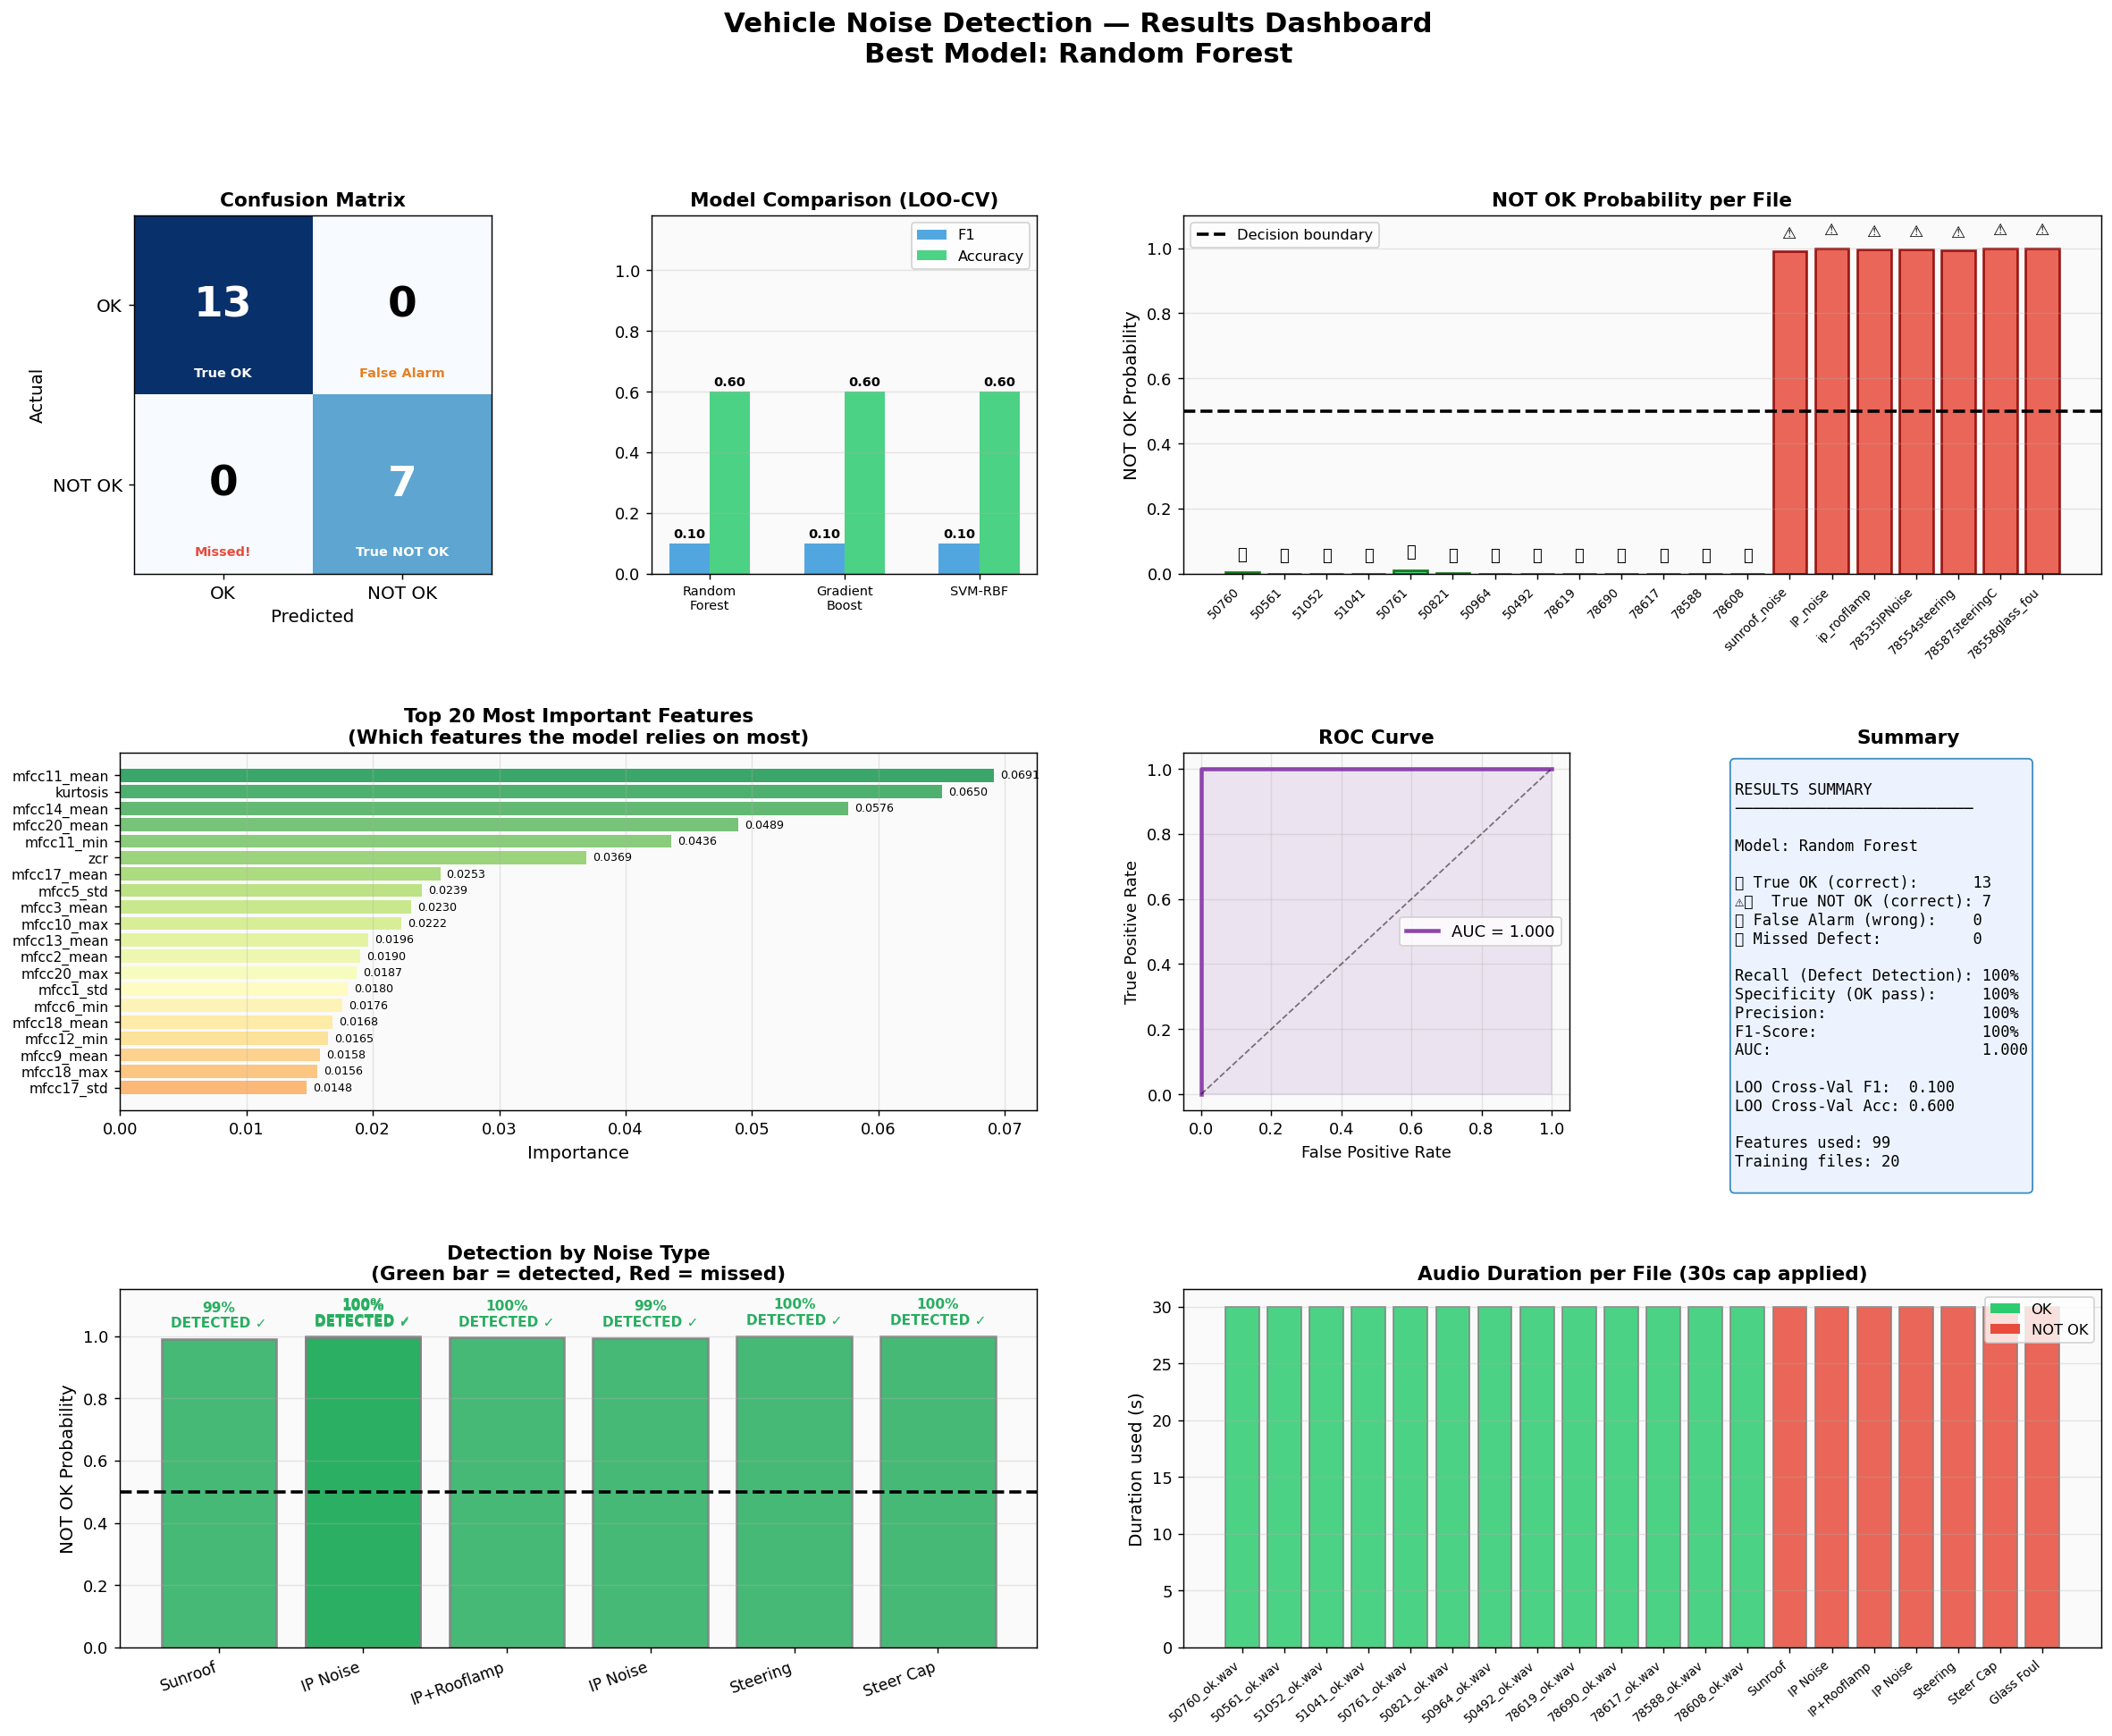 Vehicle Noise Detection — Results Dashboard
Best Model: Random Forest
Confusion Matrix
Actual
OK
NOT OK
13
True OK
0
False Alarm
0
Missed!
7
True NOT OK
OK
NOT OK
Predicted
Model Comparison (LOO-CV)
F1
Accuracy
1.0
0.8
0.6
0.4
0.2
0.0
0.10
0.60
0.10
0.60
0.10
0.60
Random
Forest
Gradient
Boost
SVM-RBF
NOT OK Probability per File
Decision boundary
NOT OK Probability
1.0
0.8
0.6
0.4
0.2
0.0
⚠ ⚠ ⚠ ⚠ ⚠ ⚠ ⚠
50760
50561
51052
51041
50761
50821
50964
50492
78619
78690
78617
78588
78608
sunroof_noise
IP_noise
ip_rooflamp
78535IPNoise
78554steering
78587steeringC
78558glass_fou
Top 20 Most Important Features
(Which features the model relies on most)
mfcc11_mean 0.0691
kurtosis 0.0650
mfcc14_mean 0.0576
mfcc20_mean 0.0489
mfcc11_min 0.0436
zcr 0.0369
mfcc17_mean 0.0253
mfcc5_std 0.0239
mfcc3_mean 0.0230
mfcc10_max 0.0222
mfcc13_mean 0.0196
mfcc2_mean 0.0190
mfcc20_max 0.0187
mfcc1_std 0.0180
mfcc6_min 0.0176
mfcc18_mean 0.0168
mfcc12_min 0.0165
mfcc9_mean 0.0158
mfcc18_max 0.0156
mfcc17_std 0.0148
0.00 0.01 0.02 0.03 0.04 0.05 0.06 0.07
Importance
ROC Curve
True Positive Rate
1.0
0.8
0.6
0.4
0.2
0.0
AUC = 1.000
0.0 0.2 0.4 0.6 0.8 1.0
False Positive Rate
Summary
RESULTS SUMMARY
Model: Random Forest
True OK (correct): 13
⚠ True NOT OK (correct): 7
False Alarm (wrong): 0
Missed Defect: 0
Recall (Defect Detection): 100%
Specificity (OK pass): 100%
Precision: 100%
F1-Score: 100%
AUC: 1.000
LOO Cross-Val F1: 0.100
LOO Cross-Val Acc: 0.600
Features used: 99
Training files: 20
Detection by Noise Type
(Green bar = detected, Red = missed)
NOT OK Probability
1.0
0.8
0.6
0.4
0.2
0.0
99%
DETECTED ✓
100%
DETECTED ✓
100%
DETECTED ✓
99%
DETECTED ✓
100%
DETECTED ✓
100%
DETECTED ✓
Sunroof
IP Noise
IP+Rooflamp
IP Noise
Steering
Steer Cap
Audio Duration per File (30s cap applied)
OK
NOT OK
Duration used (s)
30
25
20
15
10
5
0
50760_ok.wav
50561_ok.wav
51052_ok.wav
51041_ok.wav
50761_ok.wav
50821_ok.wav
50964_ok.wav
50492_ok.wav
78619_ok.wav
78690_ok.wav
78617_ok.wav
78588_ok.wav
78608_ok.wav
Sunroof
IP Noise
IP+Rooflamp
IP Noise
Steering
Steer Cap
Glass Foul